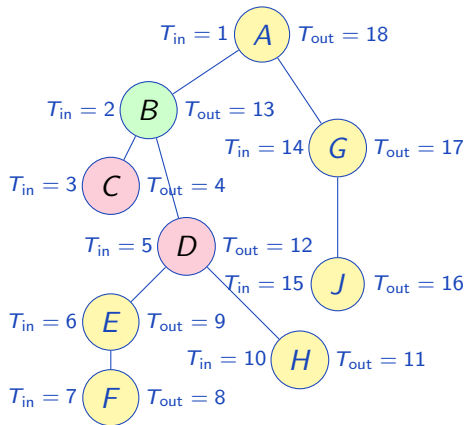 T_in = 1 A T_out = 18
T_in = 2 B T_out = 13
T_in = 14 G T_out = 17
T_in = 3 C T_out = 4
T_in = 5 D T_out = 12
T_in = 15 J T_out = 16
T_in = 6 E T_out = 9
T_in = 10 H T_out = 11
T_in = 7 F T_out = 8